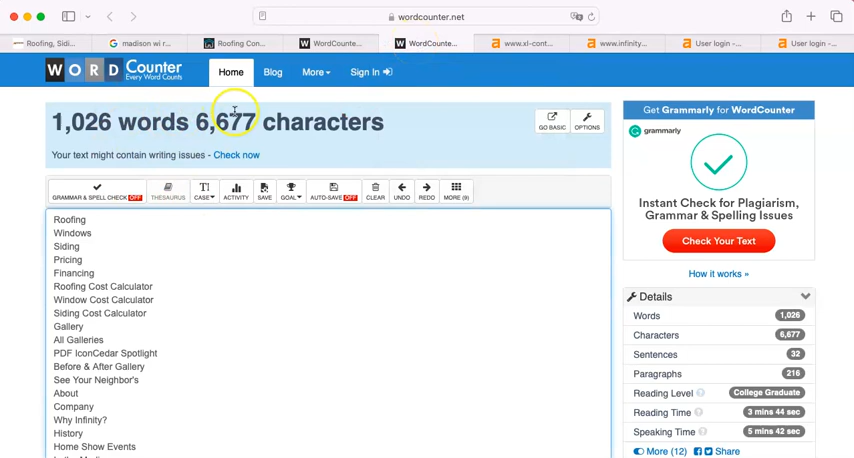 wordcounter.net
Roofing, Sidi...
madison wi r...
Roofing Con...
WordCounte...
WordCounte...
www.xl-cont...
www.infinity...
User login -...
User login -...
WORD Counter
Every Word Counts
Home
Blog
More
Sign In
1,026 words 6,677 characters
GO BASIC
OPTIONS
Your text might contain writing issues - Check now
GRAMMAR & SPELL CHECK OFF
THESAURUS
CASE
ACTIVITY
SAVE
GOAL
AUTO-SAVE OFF
CLEAR
UNDO
REDO
MORE (9)
Roofing
Windows
Siding
Pricing
Financing
Roofing Cost Calculator
Window Cost Calculator
Siding Cost Calculator
Gallery
All Galleries
PDF IconCedar Spotlight
Before & After Gallery
See Your Neighbor's
About
Company
Why Infinity?
History
Home Show Events
Get Grammarly for WordCounter
grammarly
Instant Check for Plagiarism,
Grammar & Spelling Issues
Check Your Text
How it works »
Details
Words 1,026
Characters 6,677
Sentences 32
Paragraphs 216
Reading Level ? College Graduate
Reading Time ? 3 mins 44 sec
Speaking Time ? 5 mins 42 sec
More (12) Share